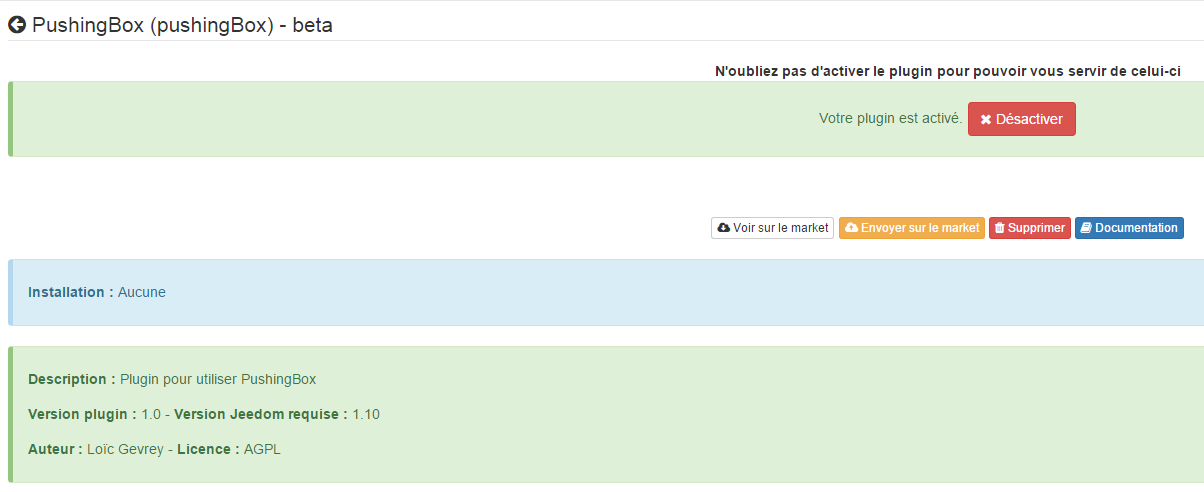 PushingBox (pushingBox) - beta
N'oubliez pas d'activer le plugin pour pouvoir vous servir de celui-ci
Votre plugin est activé. Désactiver
Voir sur le market Envoyer sur le market Supprimer Documentation
Installation : Aucune
Description : Plugin pour utiliser PushingBox
Version plugin : 1.0 - Version Jeedom requise : 1.10
Auteur : Loïc Gevrey - Licence : AGPL